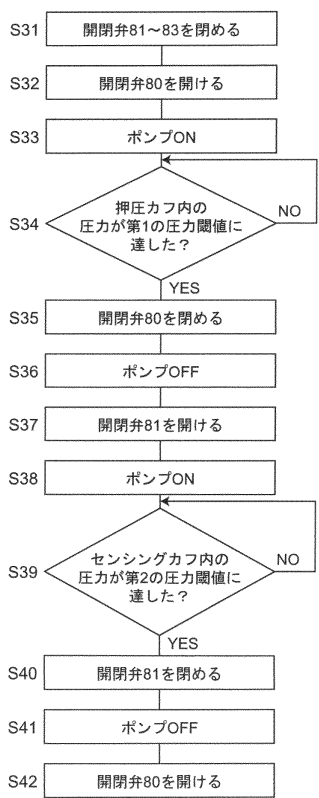 S31 開閉弁81～83を閉める
S32 開閉弁80を開ける
S33 ポンプON
S34 押圧カフ内の
圧力が第1の圧力閾値に
達した？
NO
YES
S35 開閉弁80を閉める
S36 ポンプOFF
S37 開閉弁81を開ける
S38 ポンプON
S39 センシングカフ内の
圧力が第2の圧力閾値に
達した？
NO
YES
S40 開閉弁81を閉める
S41 ポンプOFF
S42 開閉弁80を開ける